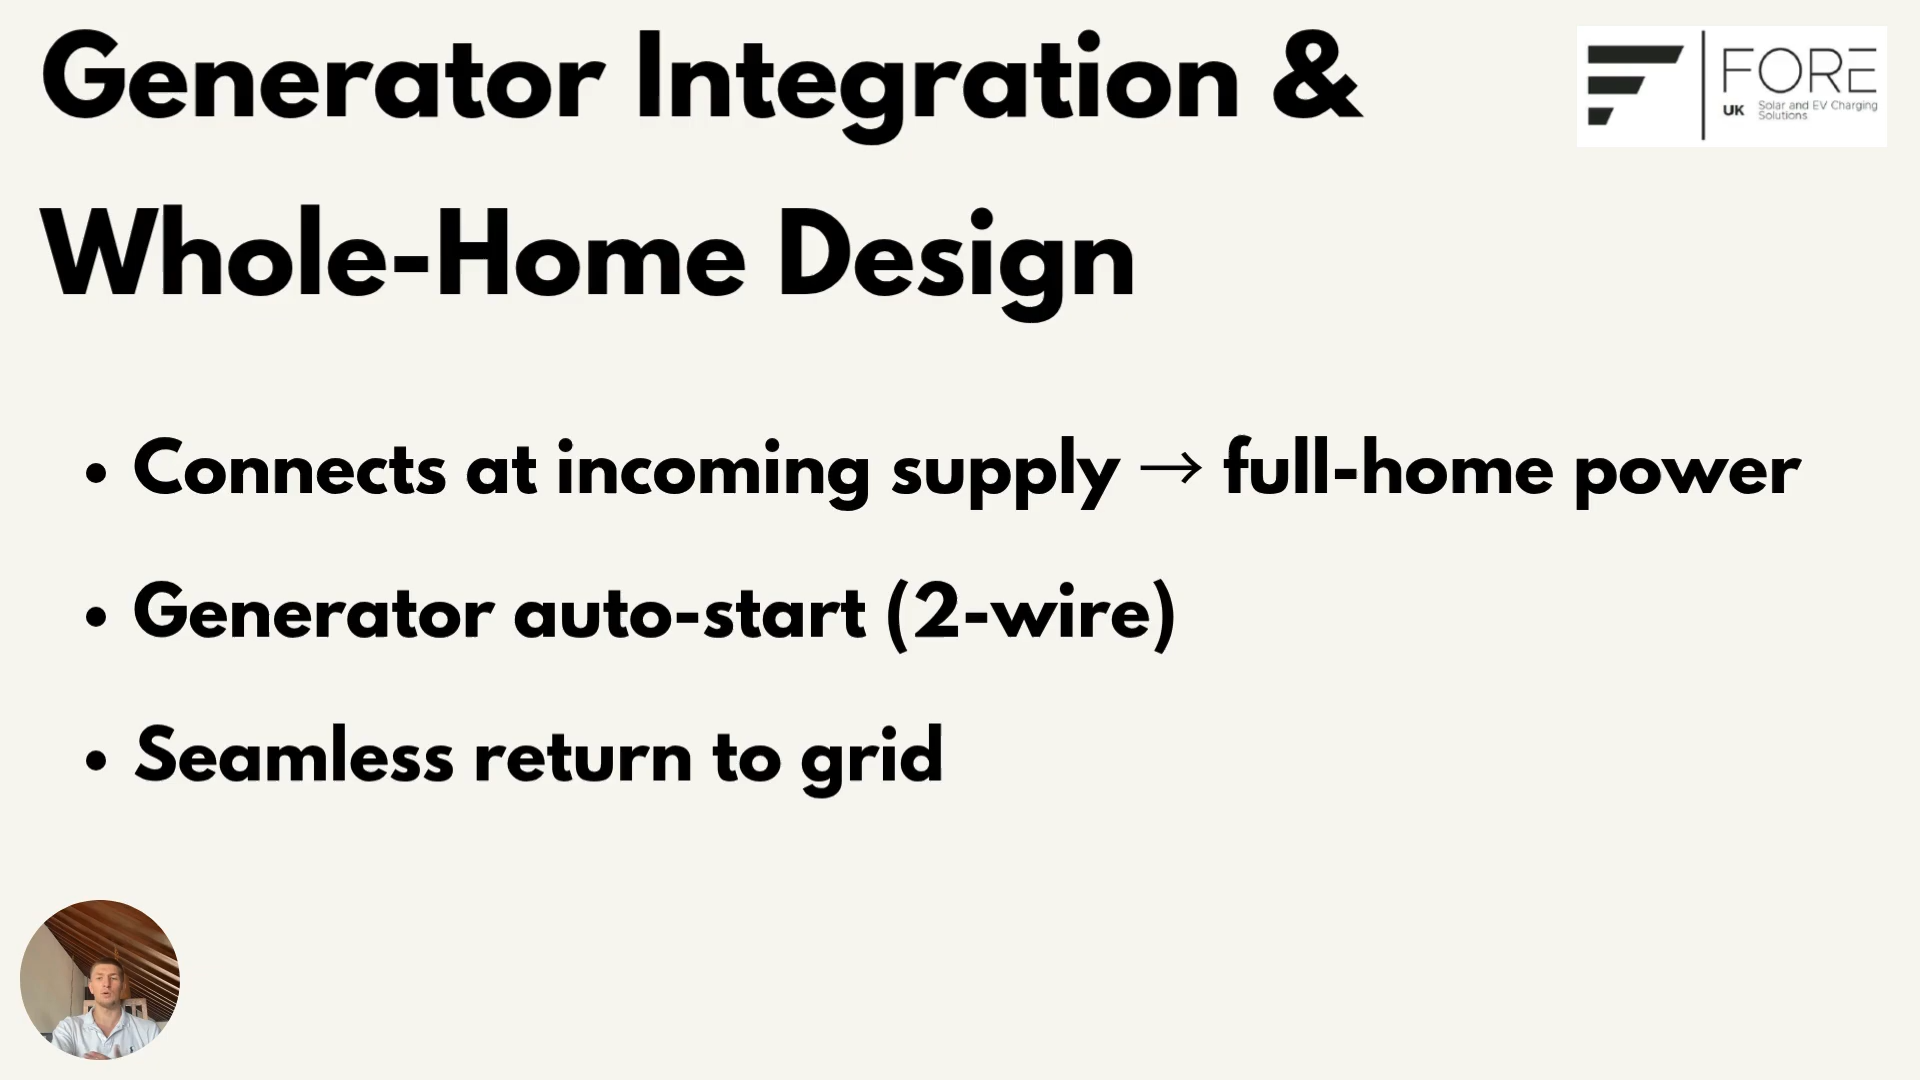 Generator Integration &
Whole-Home Design
FORE
UK Solar and EV Charging
Solutions
• Connects at incoming supply → full-home power
• Generator auto-start (2-wire)
• Seamless return to grid